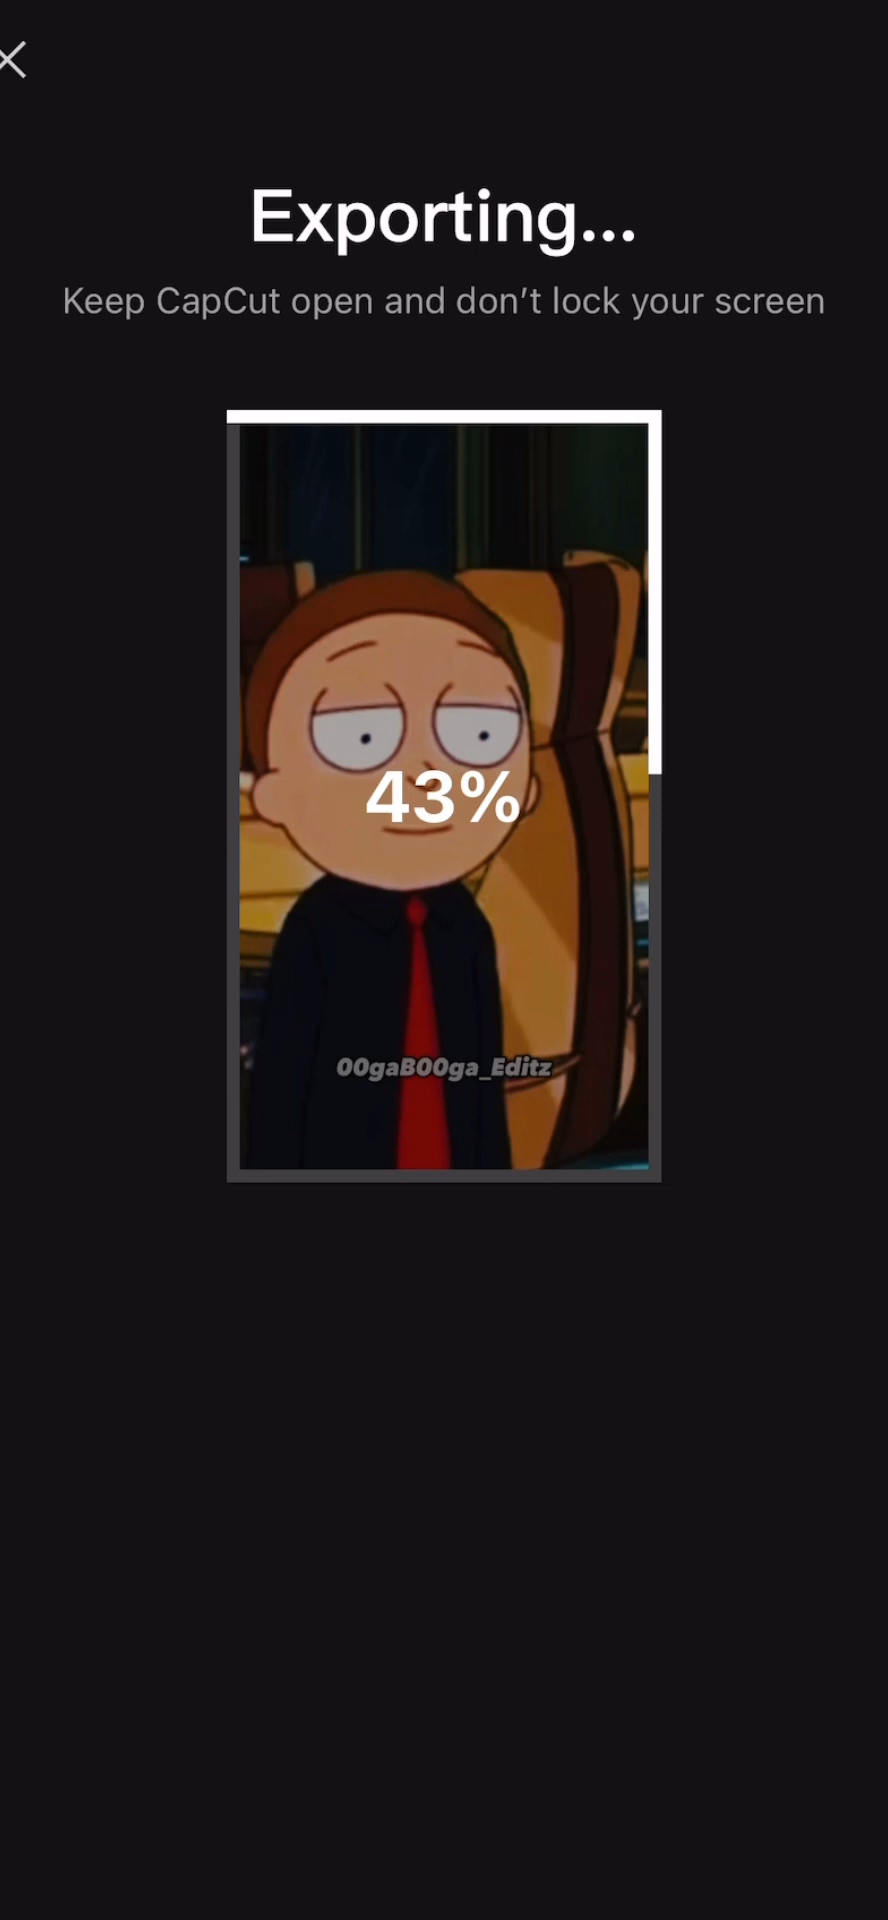 Exporting...
Keep CapCut open and don’t lock your screen
43%
00gaB00ga_Editz